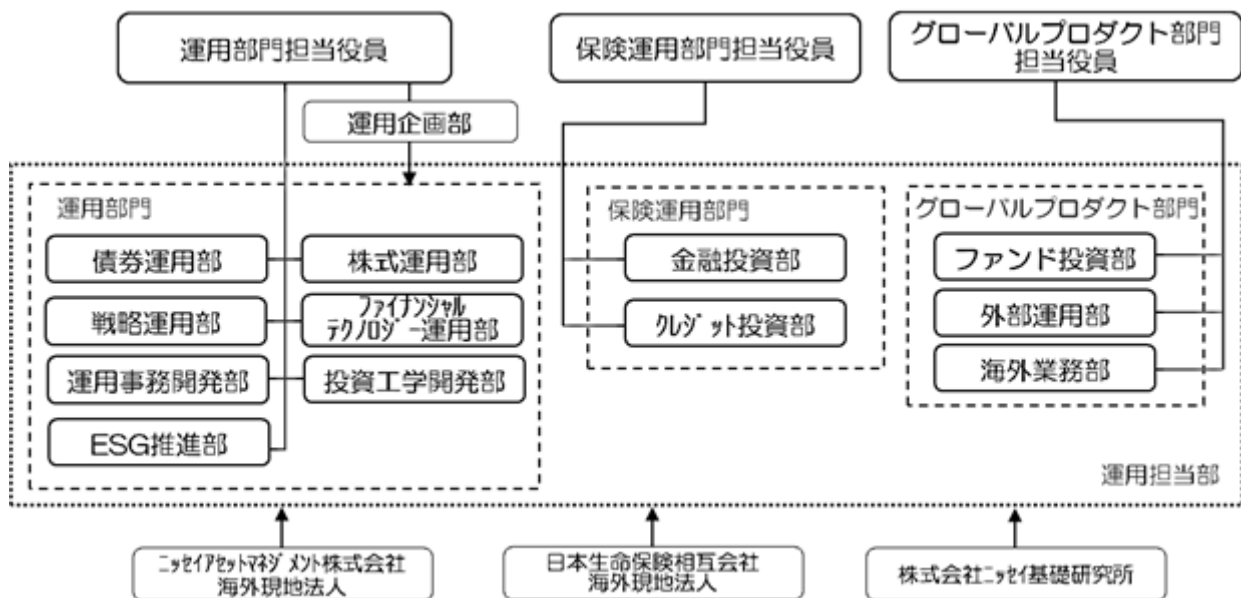 運用部門担当役員
保険運用部門担当役員
グローバルプロダクト部門
担当役員
運用企画部
運用部門
債券運用部
株式運用部
戦略運用部
ファイナンシャル
テクノロジー運用部
運用事務開発部
投資工学開発部
ESG推進部
保険運用部門
金融投資部
クレジット投資部
グローバルプロダクト部門
ファンド投資部
外部運用部
海外業務部
運用担当部
ニッセイアセットマネジメント株式会社
海外現地法人
日本生命保険相互会社
海外現地法人
株式会社ニッセイ基礎研究所